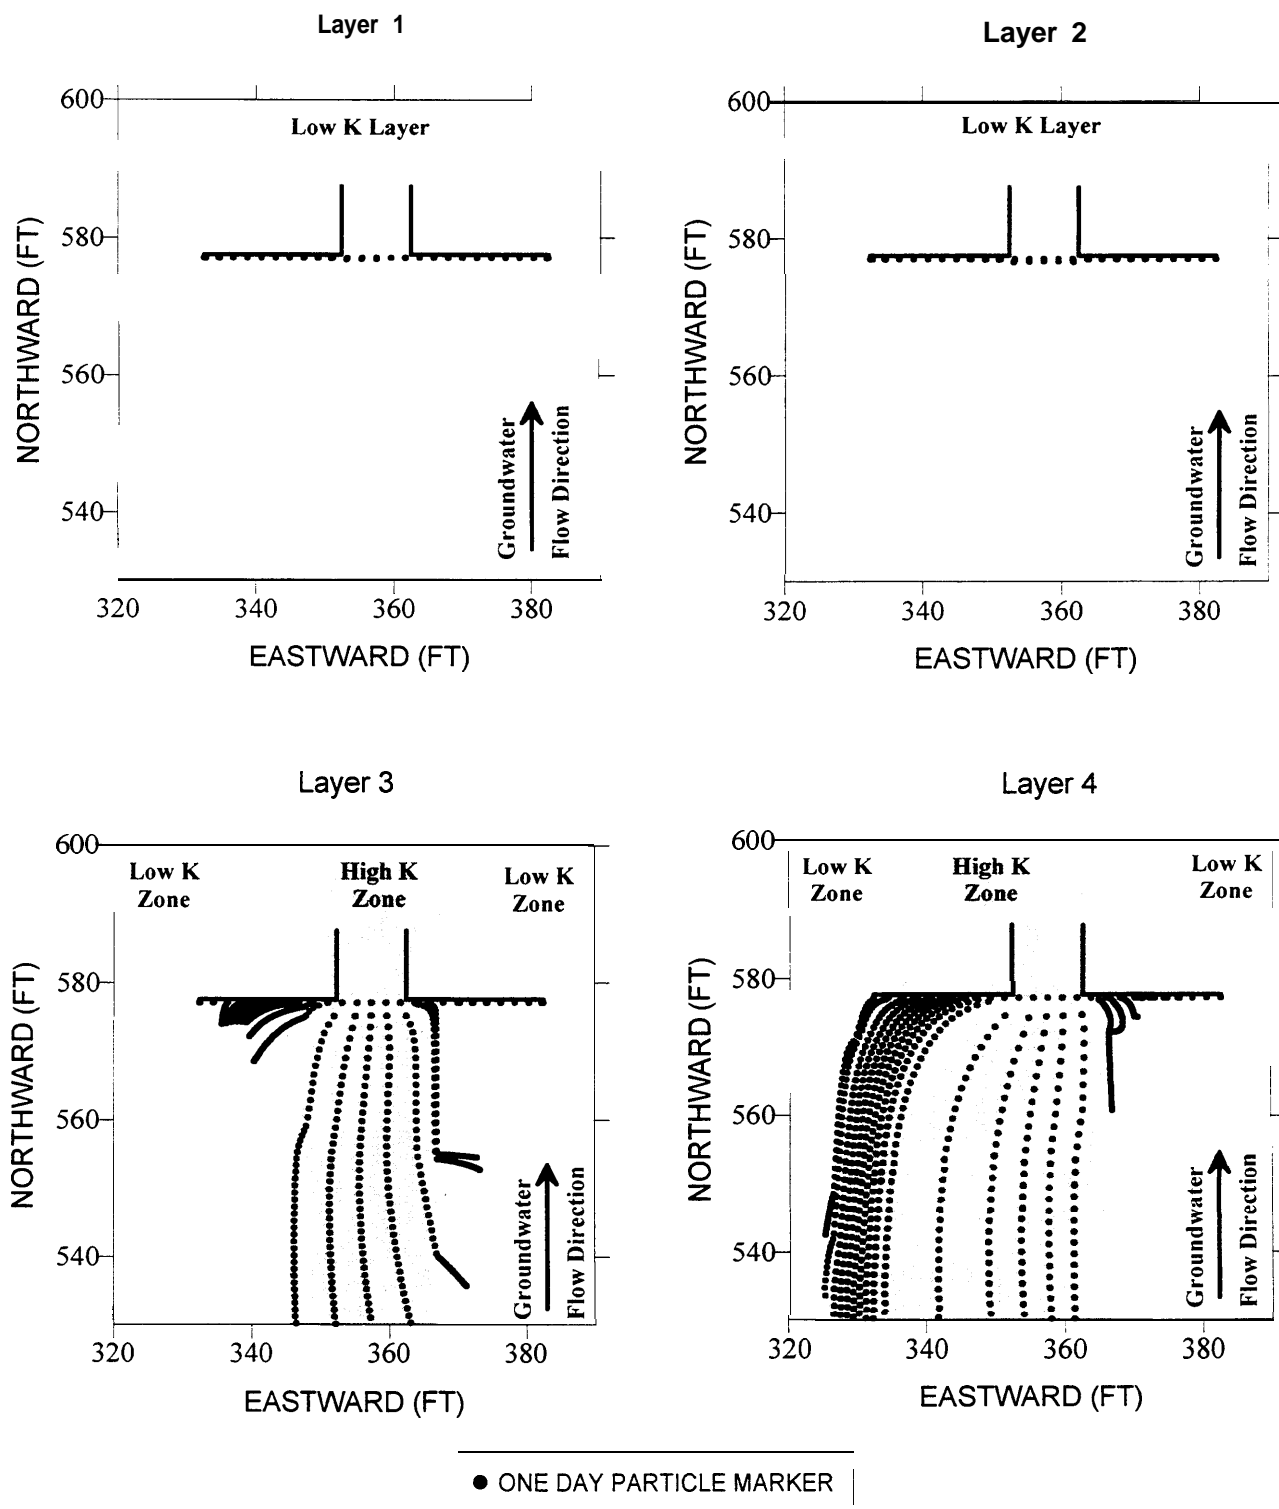 Layer 1
600
Low K Layer
580
560
540
320 340 360 380
NORTHWARD (FT)
EASTWARD (FT)
Groundwater
Flow Direction
Layer 2
600
Low K Layer
580
560
540
320 340 360 380
NORTHWARD (FT)
EASTWARD (FT)
Groundwater
Flow Direction
Layer 3
600
Low K
Zone
High K
Zone
Low K
Zone
580
560
540
320 340 360 380
NORTHWARD (FT)
EASTWARD (FT)
Groundwater
Flow Direction
Layer 4
600
Low K
Zone
High K
Zone
Low K
Zone
580
560
540
320 340 360 380
NORTHWARD (FT)
EASTWARD (FT)
Groundwater
Flow Direction
ONE DAY PARTICLE MARKER